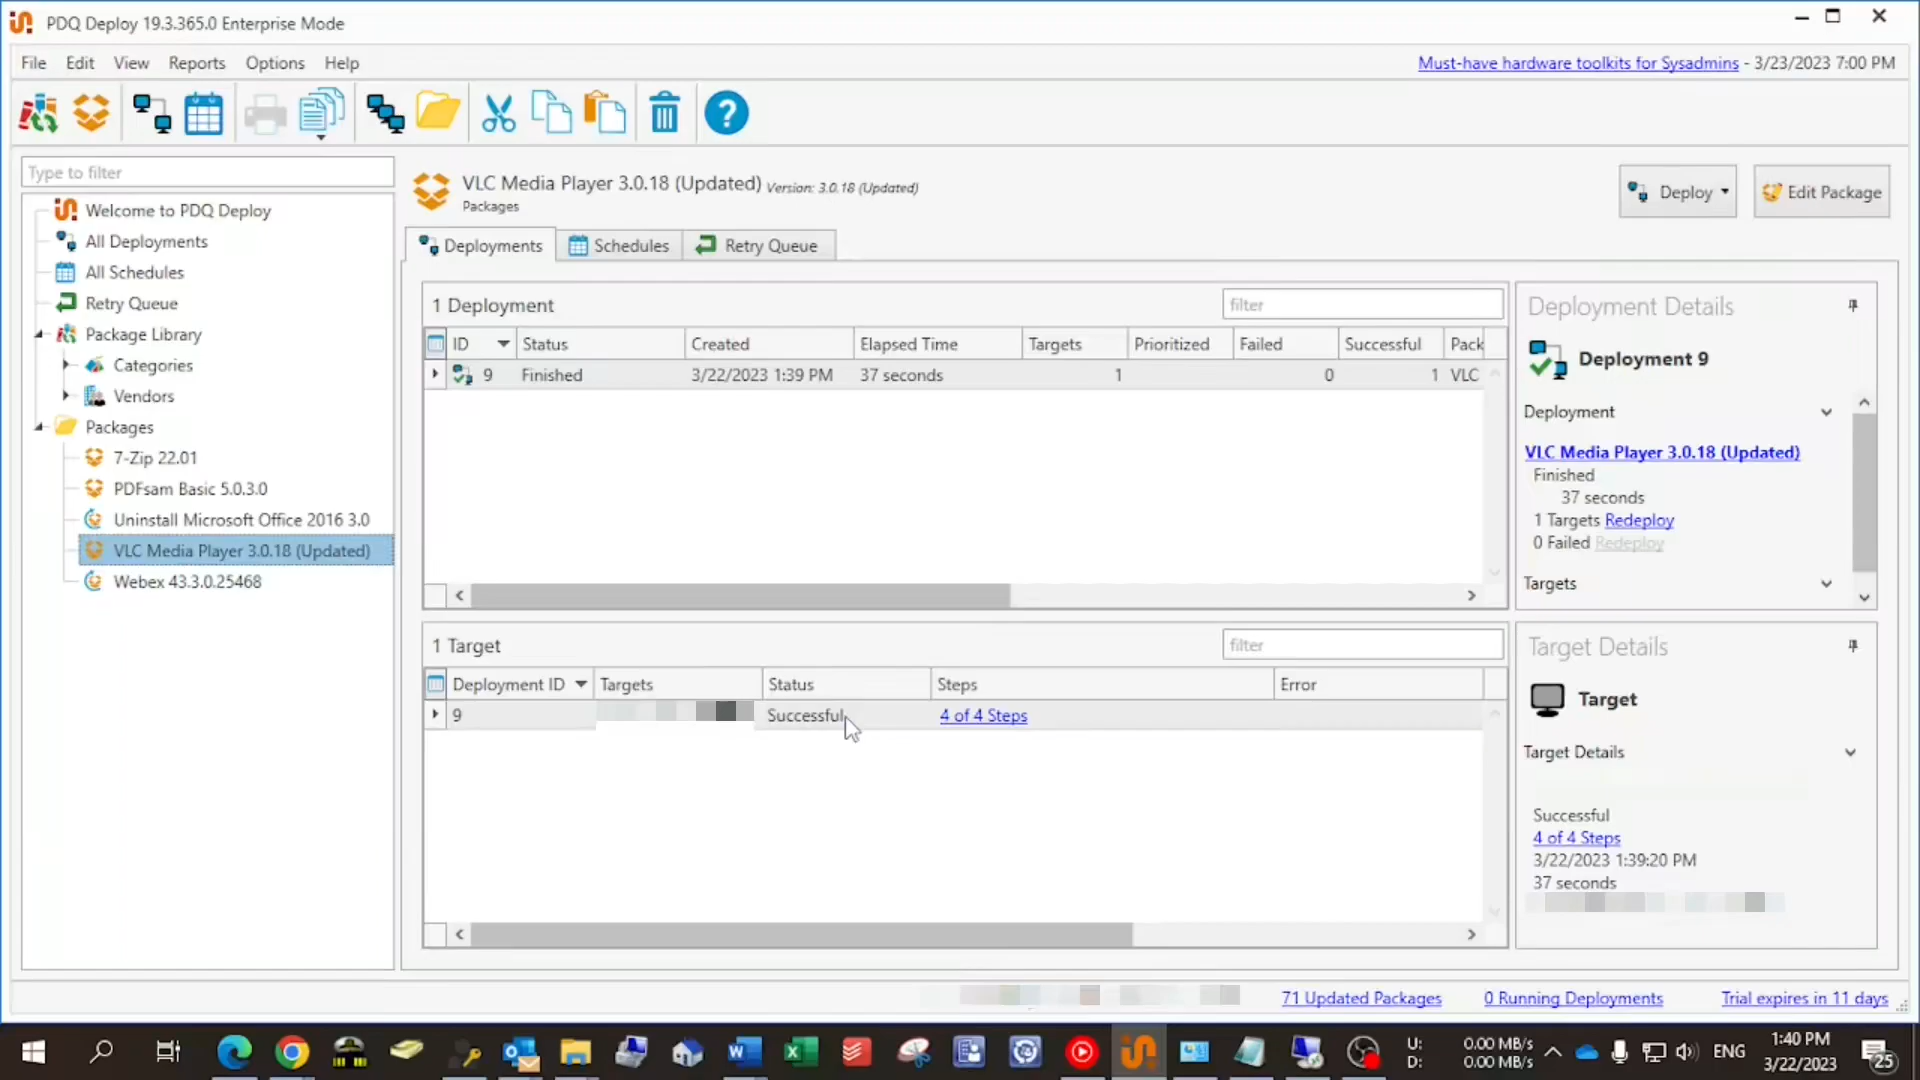 PDQ Deploy 19.3.365.0 Enterprise Mode
File Edit View Reports Options Help
Must-have hardware toolkits for Sysadmins - 3/23/2023 7:00 PM
Type to filter
Welcome to PDQ Deploy
All Deployments
All Schedules
Retry Queue
Package Library
Categories
Vendors
Packages
7-Zip 22.01
PDFsam Basic 5.0.3.0
Uninstall Microsoft Office 2016 3.0
VLC Media Player 3.0.18 (Updated)
Webex 43.3.0.25468
VLC Media Player 3.0.18 (Updated) Version: 3.0.18 (Updated)
Packages
Deploy
Edit Package
Deployments Schedules Retry Queue
1 Deployment
filter
ID Status Created Elapsed Time Targets Prioritized Failed Successful Pack
9 Finished 3/22/2023 1:39 PM 37 seconds 1 0 1 VLC
Deployment Details
Deployment 9
Deployment
VLC Media Player 3.0.18 (Updated)
Finished
37 seconds
1 Targets Redeploy
0 Failed Redeploy
Targets
1 Target
filter
Deployment ID Targets Status Steps Error
9 Successful 4 of 4 Steps
Target Details
Target
Target Details
Successful
4 of 4 Steps
3/22/2023 1:39:20 PM
37 seconds
71 Updated Packages 0 Running Deployments Trial expires in 11 days
U: 0.00 MB/s
D: 0.00 MB/s
ENG
1:40 PM
3/22/2023
25